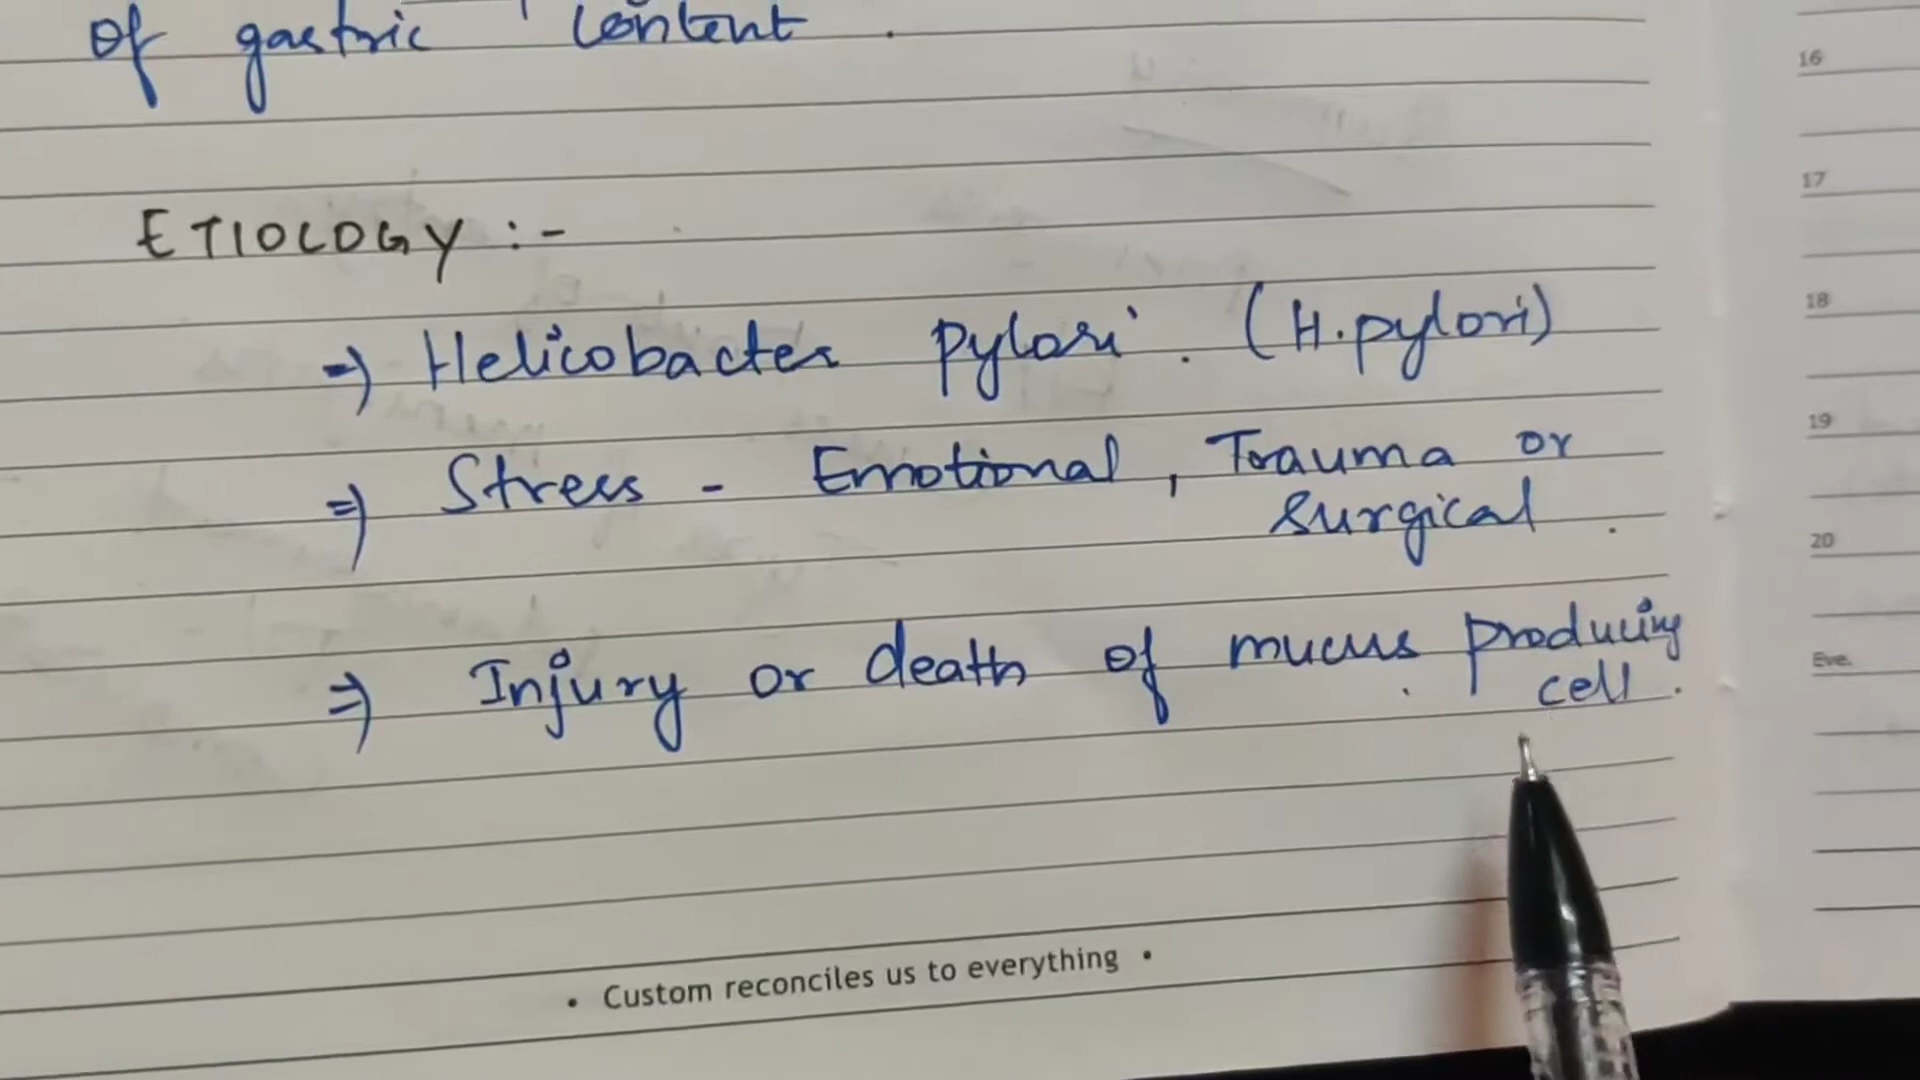 of gastric content .
ETIOLOGY :-
⇒ Helicobacter pylori . (H. pylori)
⇒ Stress - Emotional , Trauma or
surgical .
⇒ Injury or death of mucus producing
cell .
• Custom reconciles us to everything •
16
17
18
19
20
Eve.